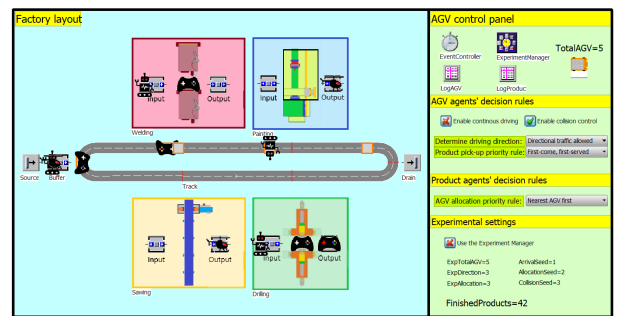 Factory layout
Input
Output
Welding
Input
Output
Painting
Source
Buffer
Track
Drain
Input
Output
Sawing
Input
Output
Drilling
AGV control panel
EventController
ExperimentManager
TotalAGV=5
LogAGV
LogProduc
AGV agents' decision rules
Enable continous driving
Enable collision control
Determine driving direction:
Directional traffic allowed
Product pick-up priority rule:
First-come, first-served
Product agents' decision rules
AGV allocation priority rule:
Nearest AGV first
Experimental settings
Use the Experiment Manager
ExpTotalAGV=5
ArrivalSeed=1
ExpDirection=3
AllocationSeed=2
ExpAllocation=3
CollisionSeed=3
FinishedProducts=42